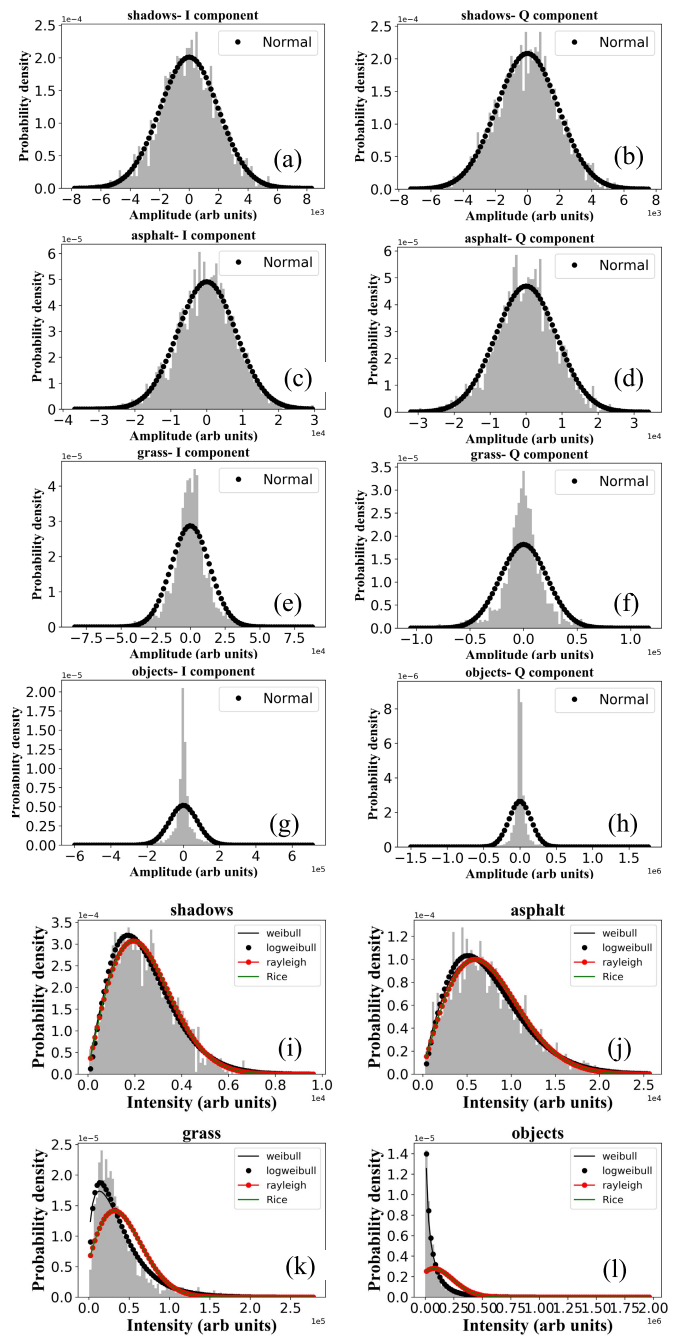 shadows- I component
1e−4
Normal
2.5
2.0
1.5
1.0
0.5
0.0
Probability density
(a)
−8 −6 −4 −2 0 2 4 6 8
Amplitude (arb units)
1e3
shadows- Q component
1e−4
Normal
2.5
2.0
1.5
1.0
0.5
0.0
Probability density
(b)
−8 −6 −4 −2 0 2 4 6 8
Amplitude (arb units)
1e3
asphalt- I component
1e−5
Normal
6
5
4
3
2
1
0
Probability density
(c)
−4 −3 −2 −1 0 1 2 3
Amplitude (arb units)
1e4
asphalt- Q component
1e−5
Normal
6
5
4
3
2
1
0
Probability density
(d)
−3 −2 −1 0 1 2 3
Amplitude (arb units)
1e4
grass- I component
1e−5
Normal
4
3
2
1
0
Probability density
(e)
−7.5 −5.0 −2.5 0.0 2.5 5.0 7.5
Amplitude (arb units)
1e4
grass- Q component
1e−5
Normal
3.5
3.0
2.5
2.0
1.5
1.0
0.5
0.0
Probability density
(f)
−1.0 −0.5 0.0 0.5 1.0
Amplitude (arb units)
1e5
objects- I component
1e−5
Normal
2.00
1.75
1.50
1.25
1.00
0.75
0.50
0.25
0.00
Probability density
(g)
−6 −4 −2 0 2 4 6
Amplitude (arb units)
1e5
objects- Q component
1e−6
Normal
8
6
4
2
0
Probability density
(h)
−1.5 −1.0 −0.5 0.0 0.5 1.0 1.5
Amplitude (arb units)
1e6
shadows
1e−4
weibull
logweibull
rayleigh
Rice
3.5
3.0
2.5
2.0
1.5
1.0
0.5
0.0
Probability density
(i)
0.0 0.2 0.4 0.6 0.8 1.0
Intensity (arb units)
1e4
asphalt
1e−4
weibull
logweibull
rayleigh
Rice
1.2
1.0
0.8
0.6
0.4
0.2
0.0
Probability density
(j)
0.0 0.5 1.0 1.5 2.0 2.5
Intensity (arb units)
1e4
grass
1e−5
weibull
logweibull
rayleigh
Rice
2.5
2.0
1.5
1.0
0.5
0.0
Probability density
(k)
0.0 0.5 1.0 1.5 2.0 2.5
Intensity (arb units)
1e5
objects
1e−5
weibull
logweibull
rayleigh
Rice
1.4
1.2
1.0
0.8
0.6
0.4
0.2
0.0
Probability density
(l)
0.00 0.25 0.50 0.75 1.00 1.25 1.50 1.75 2.00
Intensity (arb units)
1e6